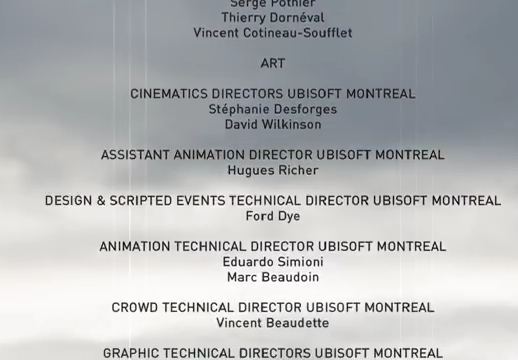 Serge Pothier
Thierry Dornéval
Vincent Cotineau-Soufflet
ART
CINEMATICS DIRECTORS UBISOFT MONTREAL
Stéphanie Desforges
David Wilkinson
ASSISTANT ANIMATION DIRECTOR UBISOFT MONTREAL
Hugues Richer
DESIGN & SCRIPTED EVENTS TECHNICAL DIRECTOR UBISOFT MONTREAL
Ford Dye
ANIMATION TECHNICAL DIRECTOR UBISOFT MONTREAL
Eduardo Simioni
Marc Beaudoin
CROWD TECHNICAL DIRECTOR UBISOFT MONTREAL
Vincent Beaudette
GRAPHIC TECHNICAL DIRECTORS UBISOFT MONTREAL